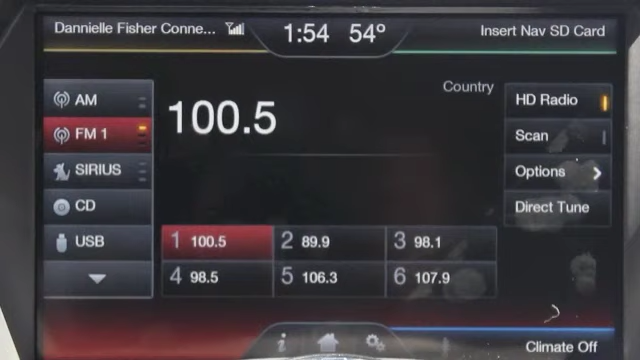 Dannielle Fisher Conne...
1:54 54°
Insert Nav SD Card
AM
FM 1
SIRIUS
CD
USB
100.5
Country
HD Radio
Scan
Options
Direct Tune
1 100.5 2 89.9 3 98.1
4 98.5 5 106.3 6 107.9
i
Climate Off